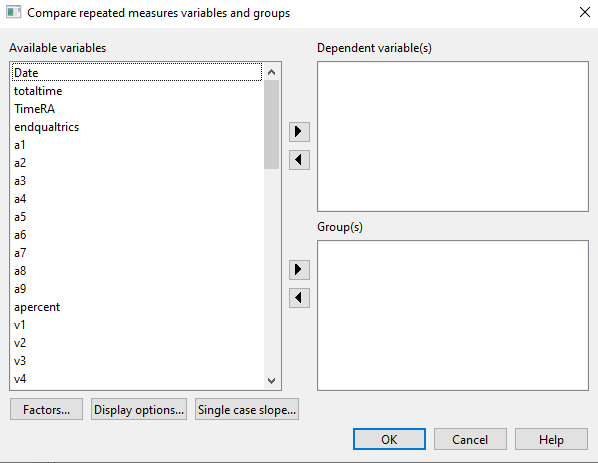 Compare repeated measures variables and groups
Available variables
Date
totaltime
TimeRA
endqualtrics
a1
a2
a3
a4
a5
a6
a7
a8
a9
apercent
v1
v2
v3
v4
Dependent variable(s)
Group(s)
Factors...
Display options...
Single case slope...
OK
Cancel
Help